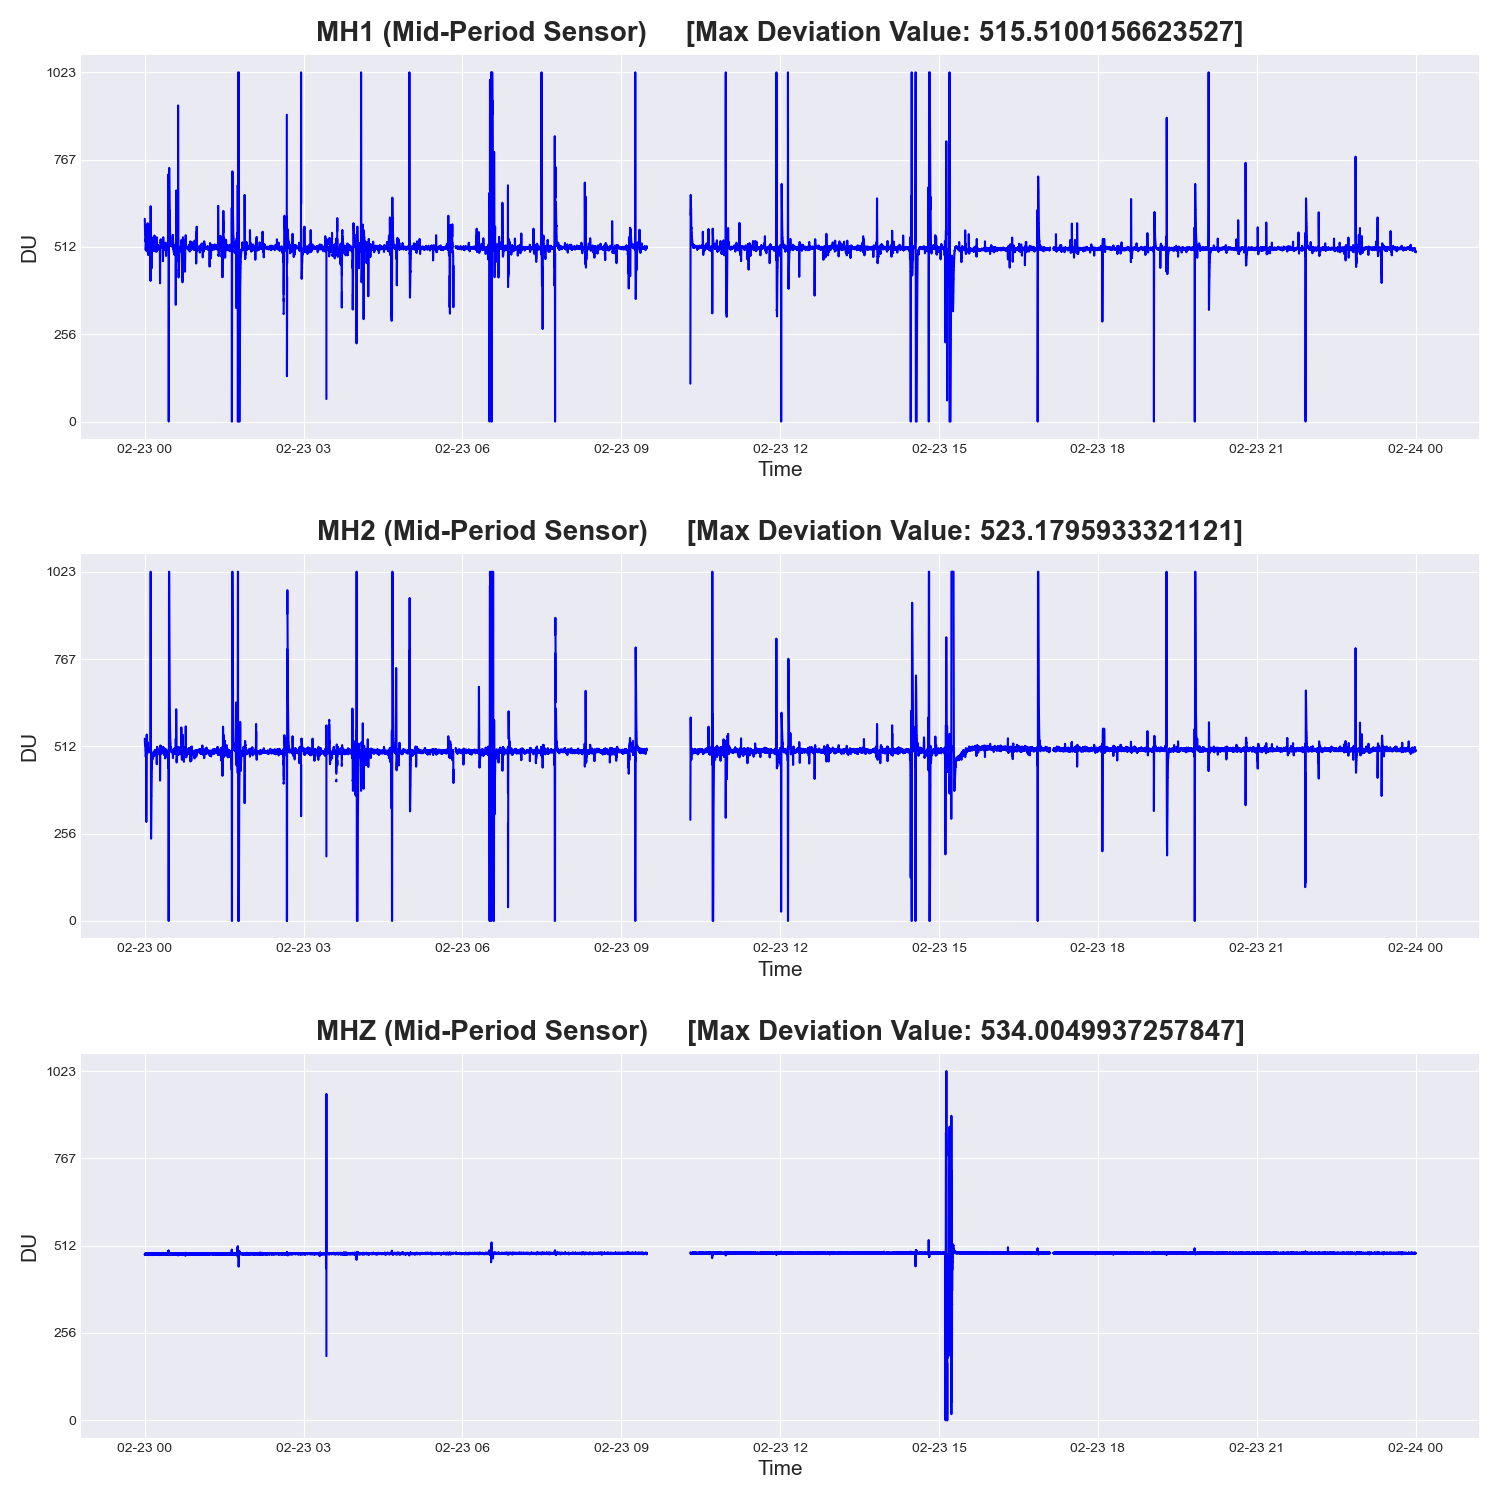 MH1 (Mid-Period Sensor) [Max Deviation Value: 515.5100156623527]
1023
767
512
256
0
DU
02-23 00 02-23 03 02-23 06 02-23 09 02-23 12 02-23 15 02-23 18 02-23 21 02-24 00
Time
MH2 (Mid-Period Sensor) [Max Deviation Value: 523.1795933321121]
1023
767
512
256
0
DU
02-23 00 02-23 03 02-23 06 02-23 09 02-23 12 02-23 15 02-23 18 02-23 21 02-24 00
Time
MHZ (Mid-Period Sensor) [Max Deviation Value: 534.0049937257847]
1023
767
512
256
0
DU
02-23 00 02-23 03 02-23 06 02-23 09 02-23 12 02-23 15 02-23 18 02-23 21 02-24 00
Time